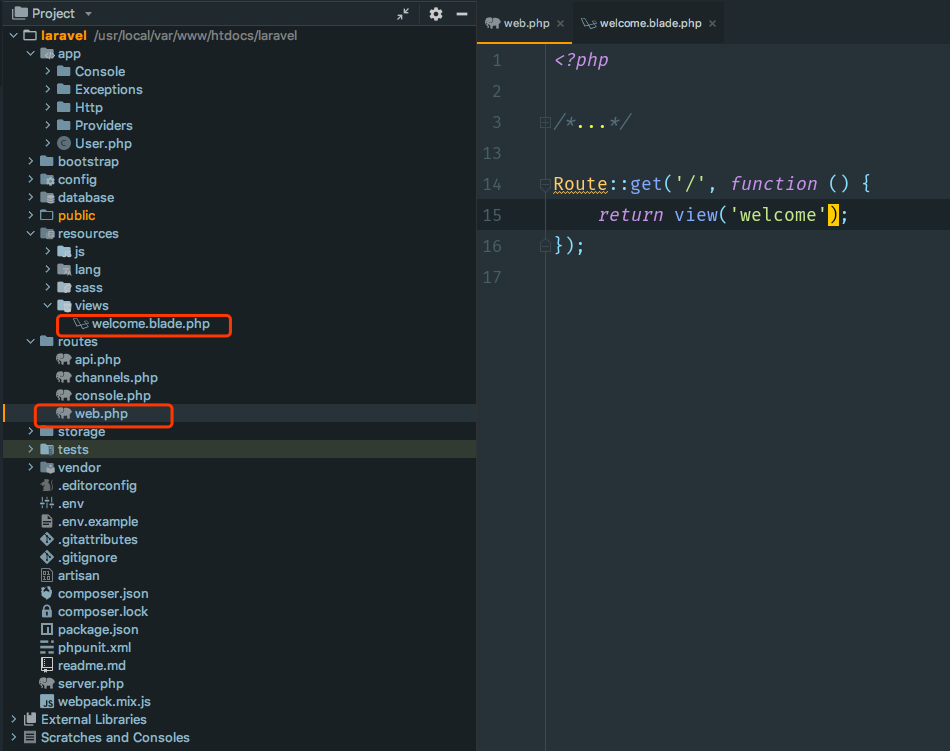 Project
laravel /usr/local/var/www/htdocs/laravel
app
Console
Exceptions
Http
Providers
User.php
bootstrap
config
database
public
resources
js
lang
sass
views
welcome.blade.php
routes
api.php
channels.php
console.php
web.php
storage
tests
vendor
.editorconfig
.env
.env.example
.gitattributes
.gitignore
artisan
composer.json
composer.lock
package.json
phpunit.xml
readme.md
server.php
webpack.mix.js
External Libraries
Scratches and Consoles
web.php × welcome.blade.php ×
1 <?php
2
3 /*...*/
13
14 Route::get('/', function () {
15 return view('welcome');
16 });
17